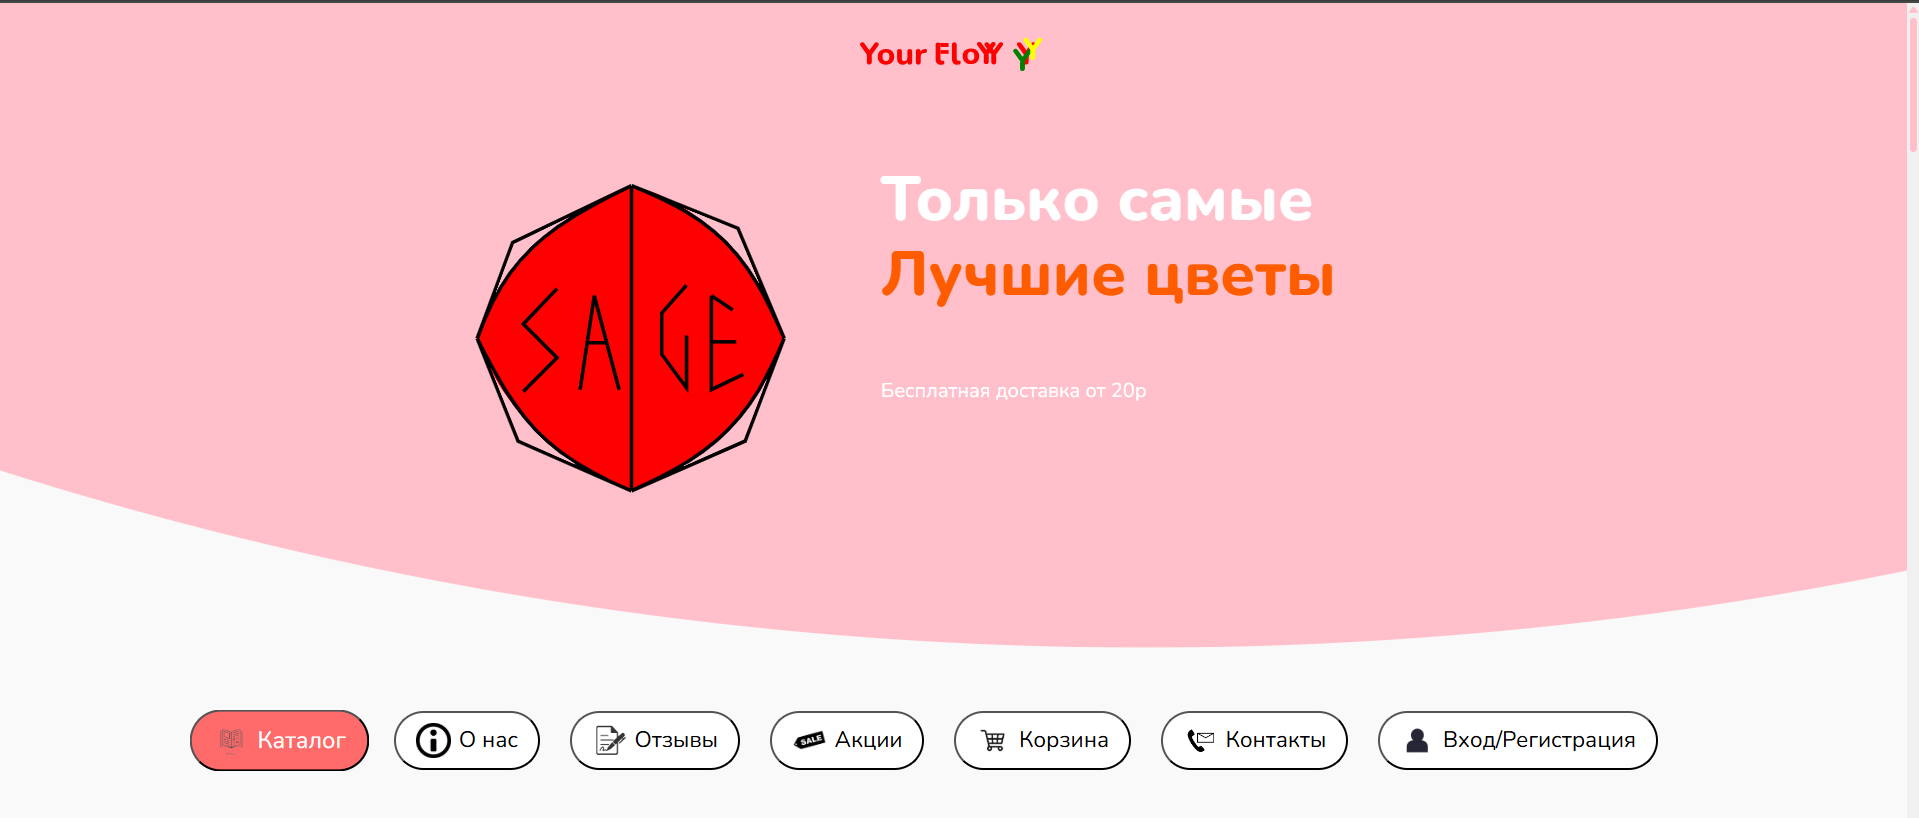 Your FloYY
Только самые
Лучшие цветы
SAGE
Бесплатная доставка от 20р
Каталог
О нас
Отзывы
SALE
Акции
Корзина
Контакты
Вход/Регистрация